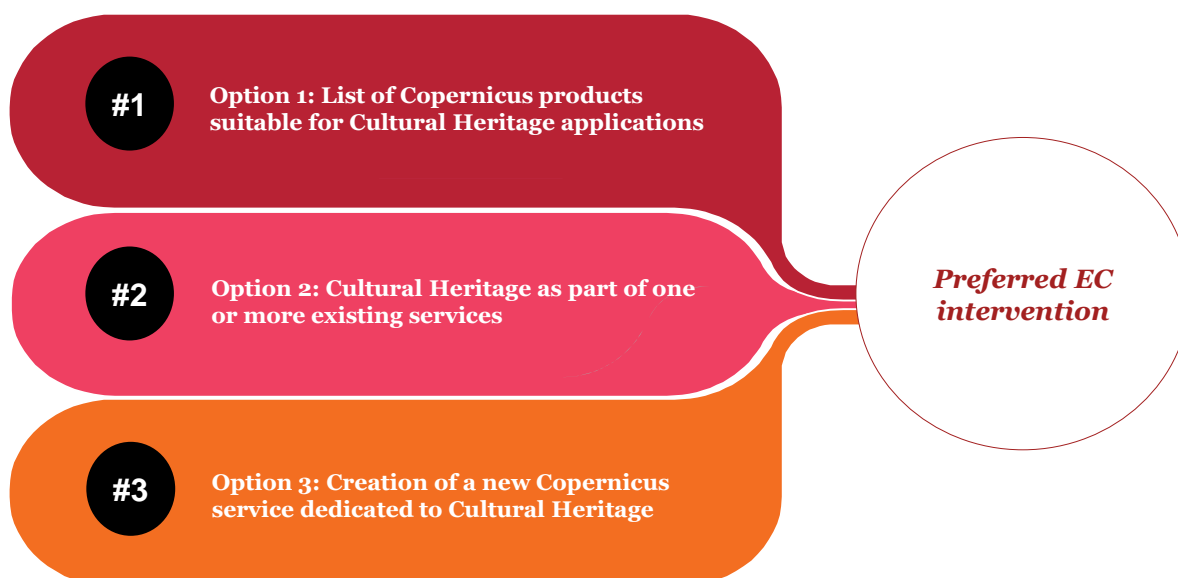 #1
Option 1: List of Copernicus products
suitable for Cultural Heritage applications
#2
Option 2: Cultural Heritage as part of one
or more existing services
#3
Option 3: Creation of a new Copernicus
service dedicated to Cultural Heritage
Preferred EC
intervention